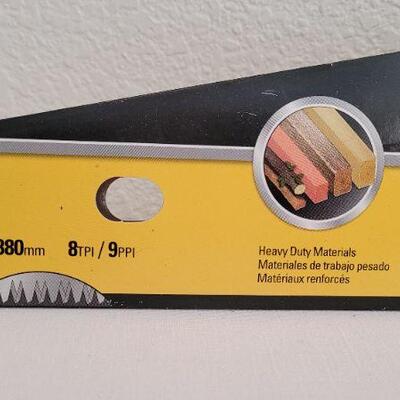 380mm 8TPI / 9PPI
Heavy Duty Materials
Materiales de trabajo pesado
Matériaux renforcés